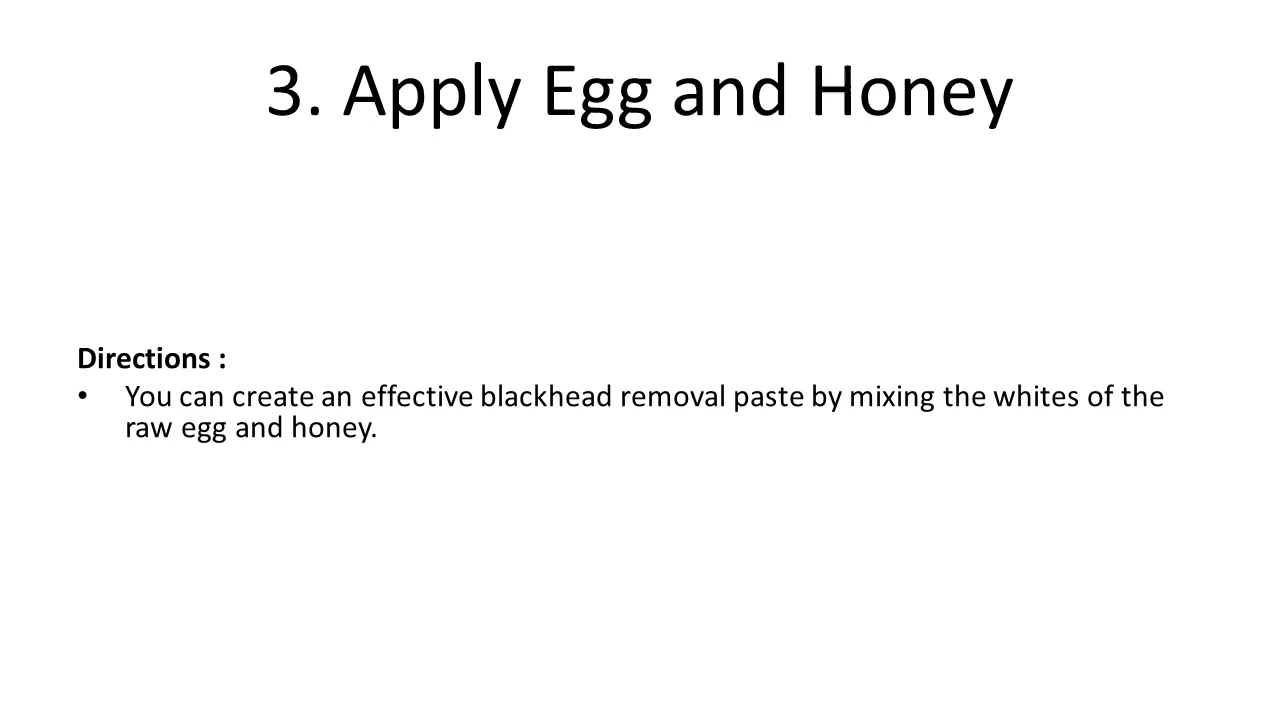 3. Apply Egg and Honey
Directions :
• You can create an effective blackhead removal paste by mixing the whites of the
raw egg and honey.